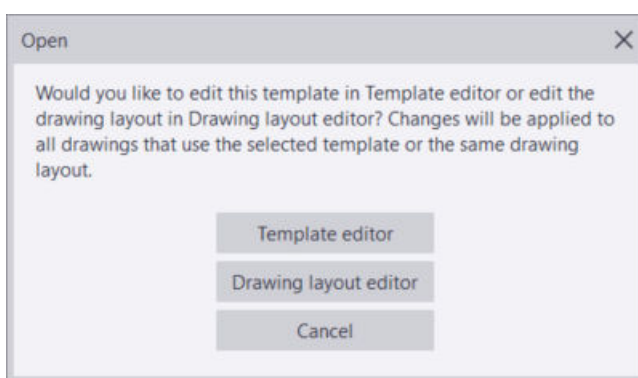 Open
Would you like to edit this template in Template editor or edit the
drawing layout in Drawing layout editor? Changes will be applied to
all drawings that use the selected template or the same drawing
layout.
Template editor
Drawing layout editor
Cancel